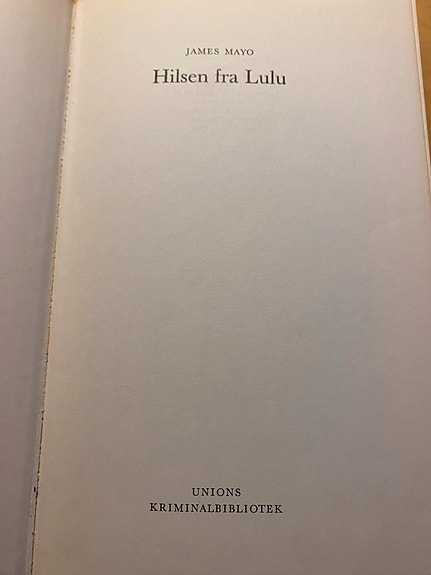 JAMES MAYO
Hilsen fra Lulu
UNIONS
KRIMINALBIBLIOTEK